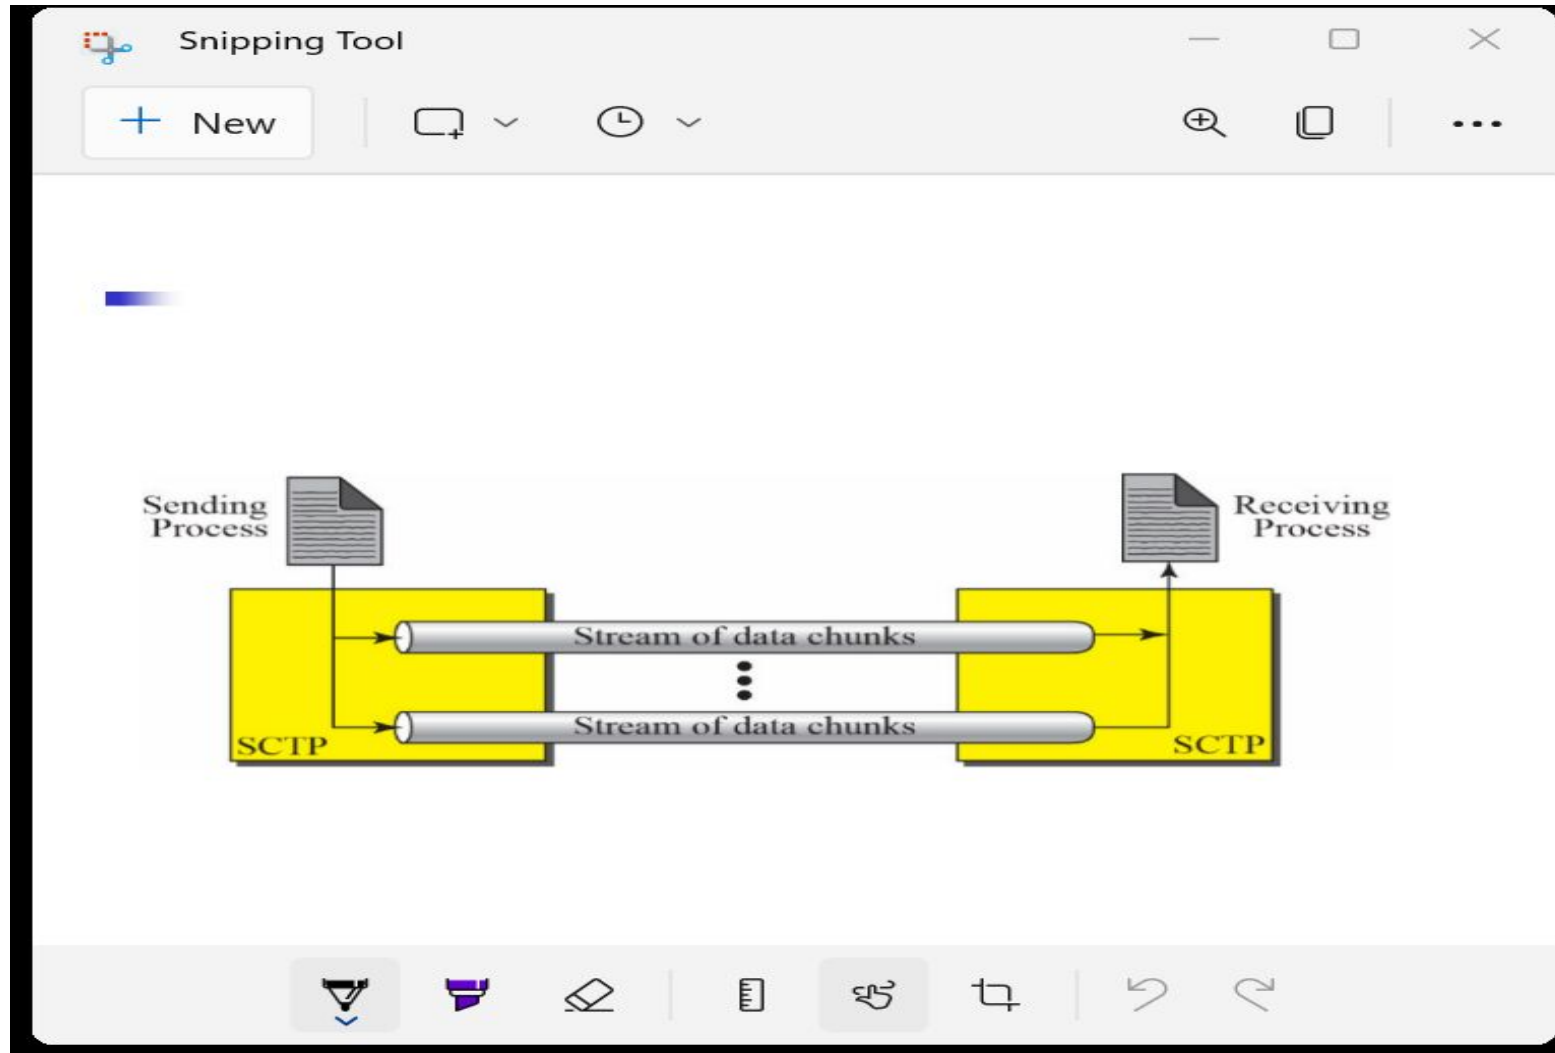 Snipping Tool
New
Sending
Process
Receiving
Process
Stream of data chunks
Stream of data chunks
SCTP
SCTP